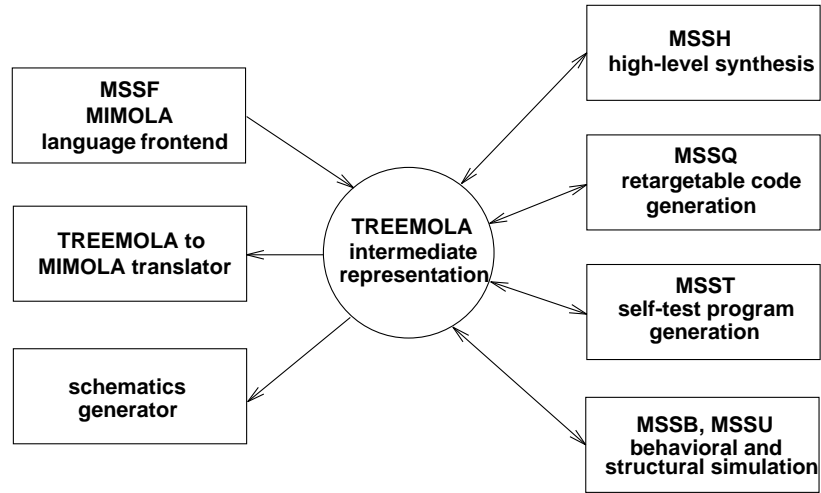 MSSF
MIMOLA
language frontend
TREEMOLA to
MIMOLA translator
schematics
generator
TREEMOLA
intermediate
representation
MSSH
high-level synthesis
MSSQ
retargetable code
generation
MSST
self-test program
generation
MSSB, MSSU
behavioral and
structural simulation